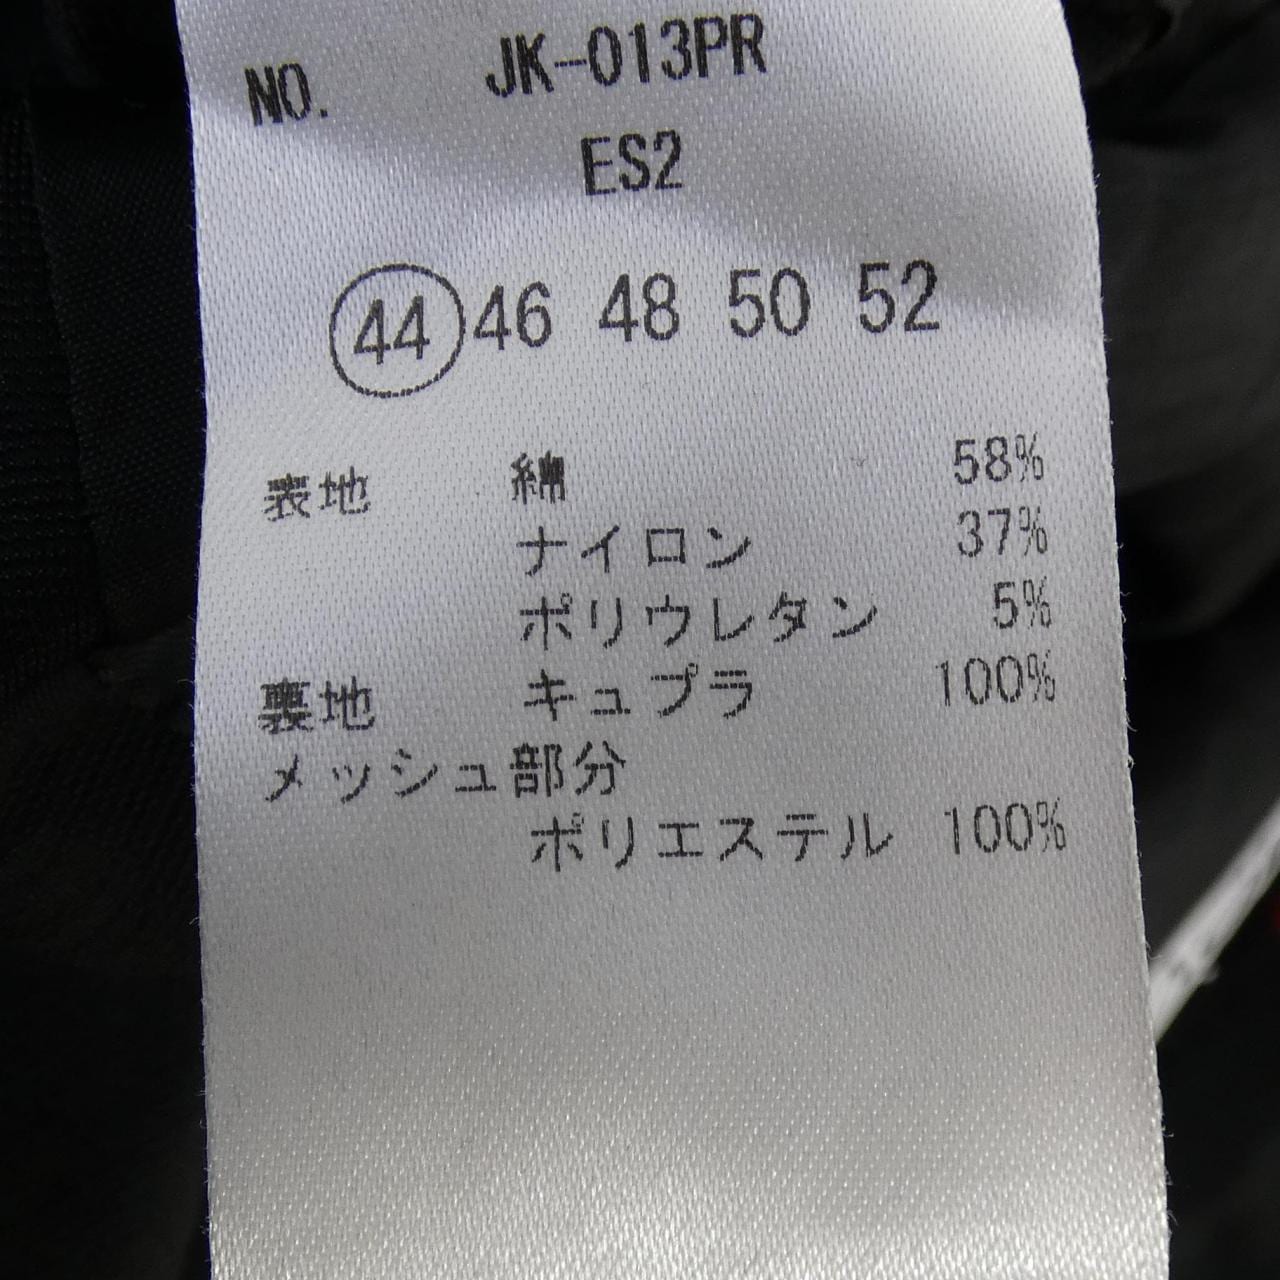 NO. JK-013PR
ES2
44 46 48 50 52
表地 綿 58%
ナイロン 37%
ポリウレタン 5%
裏地 キュプラ 100%
メッシュ部分
ポリエステル 100%